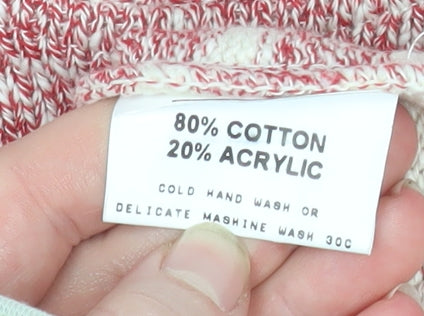 80% COTTON
20% ACRYLIC
COLD HAND WASH OR
DELICATE MASHINE WASH 30C